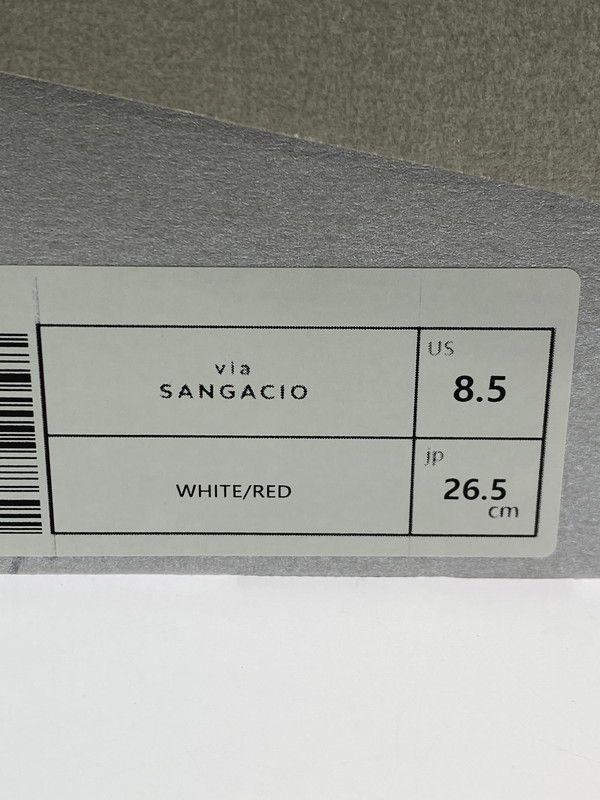 via
SANGACIO
US
8.5
WHITE/RED
jp
26.5
cm